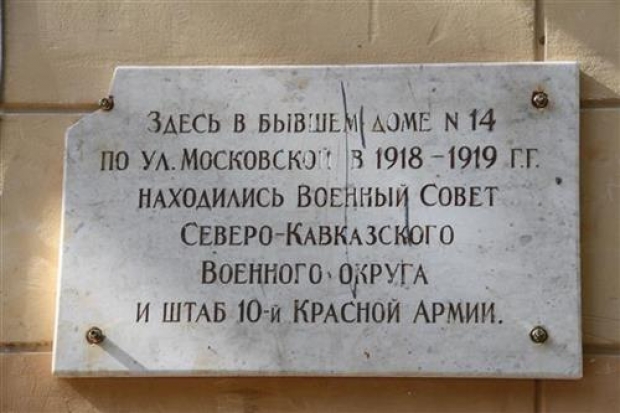 Здесь в бывшем доме N 14
по ул. Московской в 1918 – 1919 г.г.
находились Военный Совет
Северо-Кавказского
Военного округа
и штаб 10-й Красной Армии.